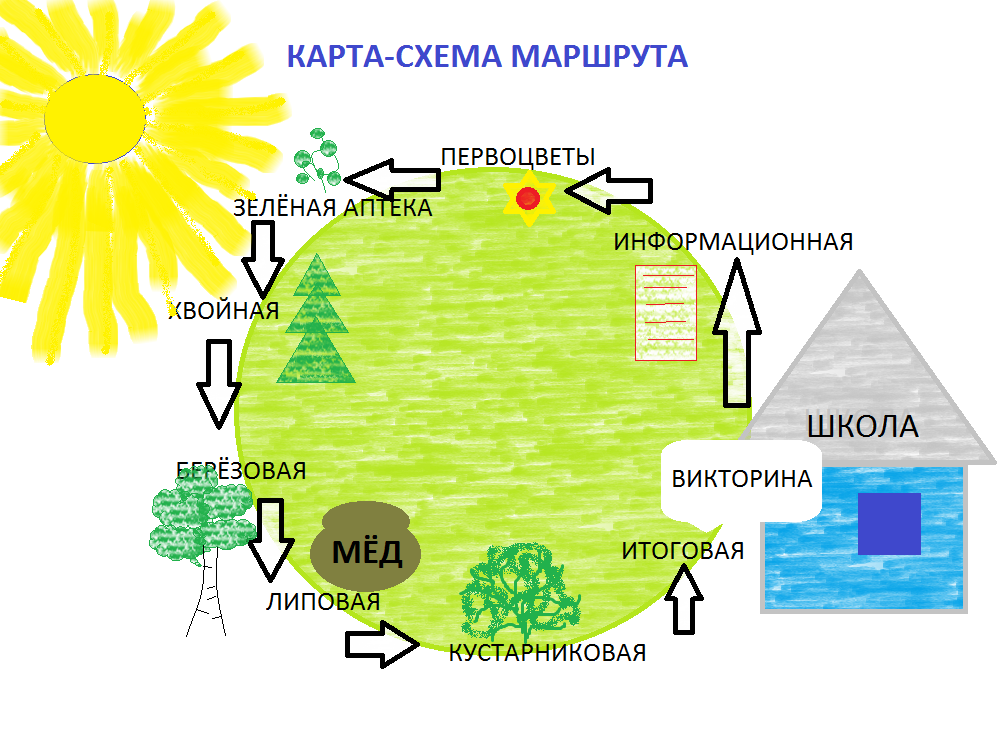 КАРТА-СХЕМА МАРШРУТА
ПЕРВОЦВЕТЫ
ЗЕЛЁНАЯ АПТЕКА
ИНФОРМАЦИОННАЯ
ХВОЙНАЯ
ШКОЛА
БЕРЁЗОВАЯ
ВИКТОРИНА
МЁД
ИТОГОВАЯ
ЛИПОВАЯ
КУСТАРНИКОВАЯ